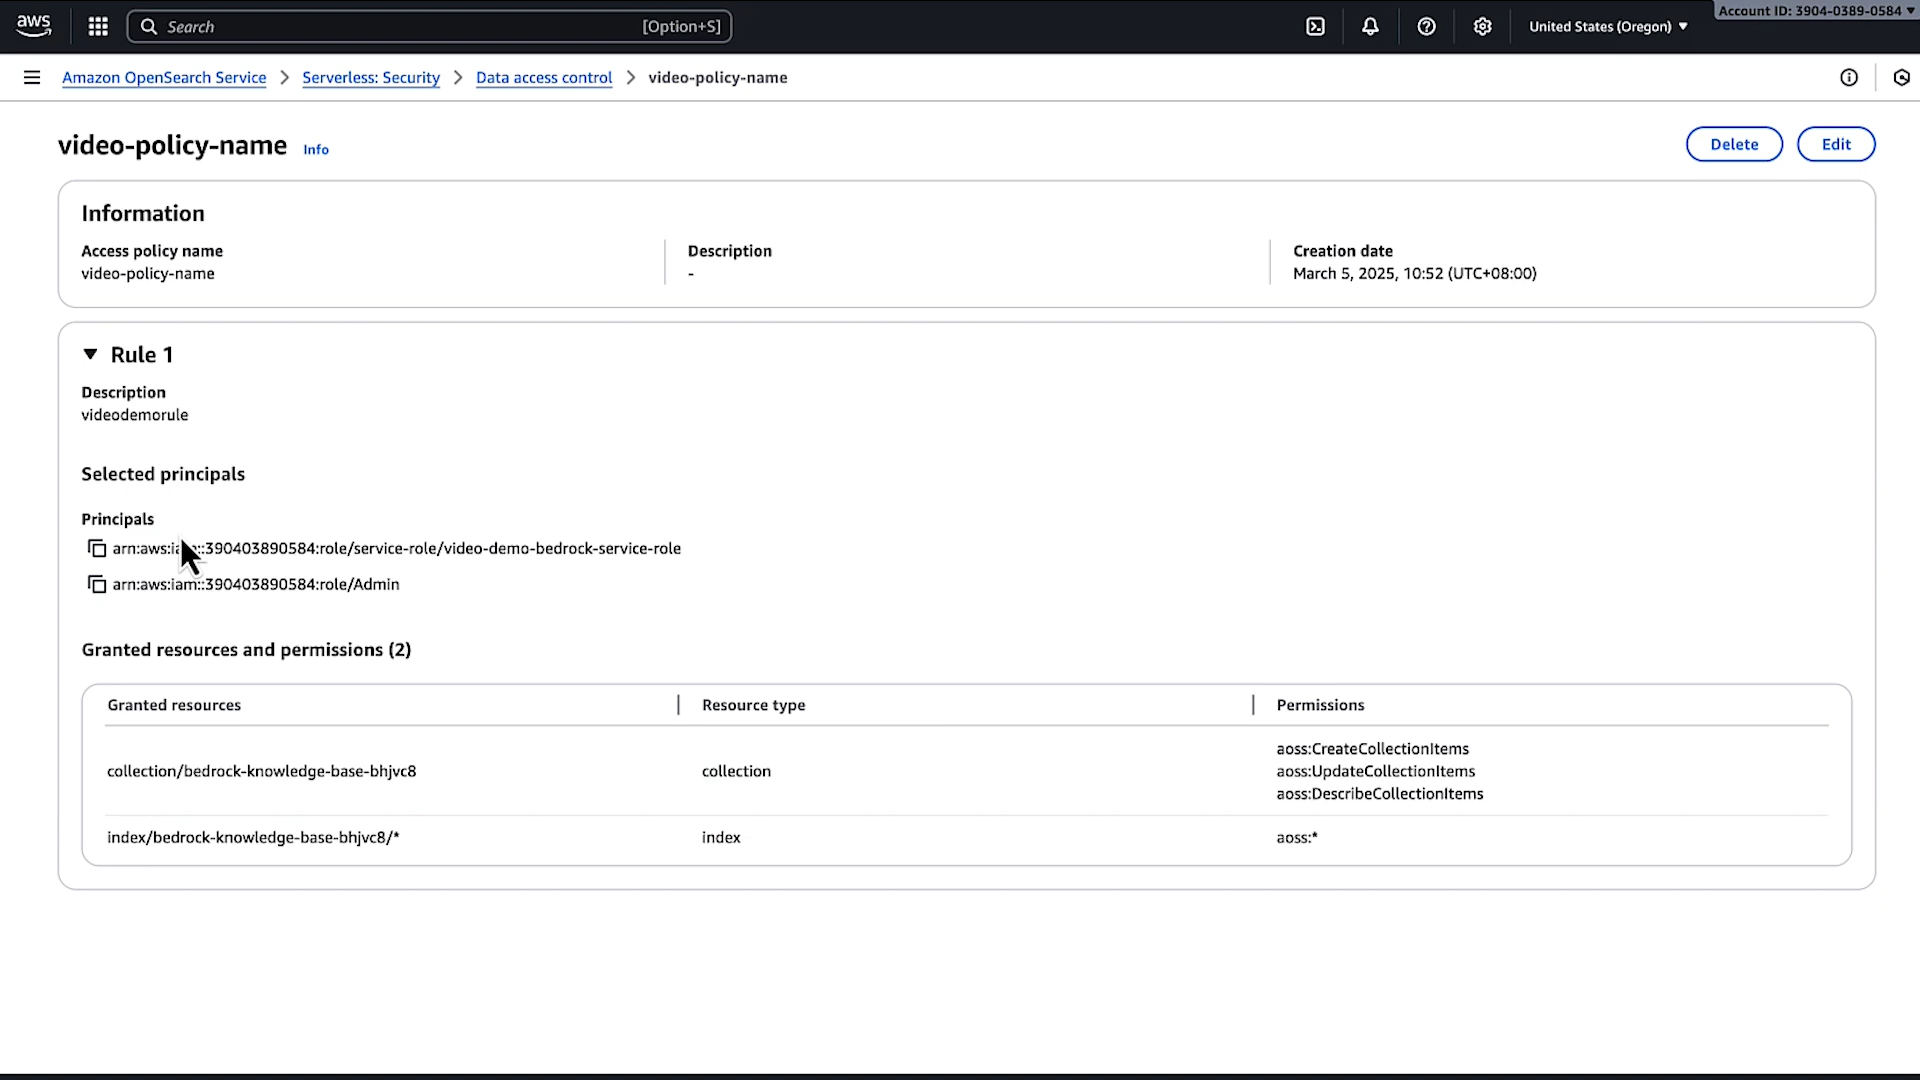 aws
Search [Option+S]
United States (Oregon)
Account ID: 3904-0389-0584
Amazon OpenSearch Service
Serverless: Security
Data access control
video-policy-name
video-policy-name Info
Delete
Edit
Information
Access policy name
video-policy-name
Description
-
Creation date
March 5, 2025, 10:52 (UTC+08:00)
Rule 1
Description
videodemorule
Selected principals
Principals
arn:aws:iam::390403890584:role/service-role/video-demo-bedrock-service-role
arn:aws:iam::390403890584:role/Admin
Granted resources and permissions (2)
Granted resources
Resource type
Permissions
collection/bedrock-knowledge-base-bhjvc8
collection
aoss:CreateCollectionItems
aoss:UpdateCollectionItems
aoss:DescribeCollectionItems
index/bedrock-knowledge-base-bhjvc8/*
index
aoss:*